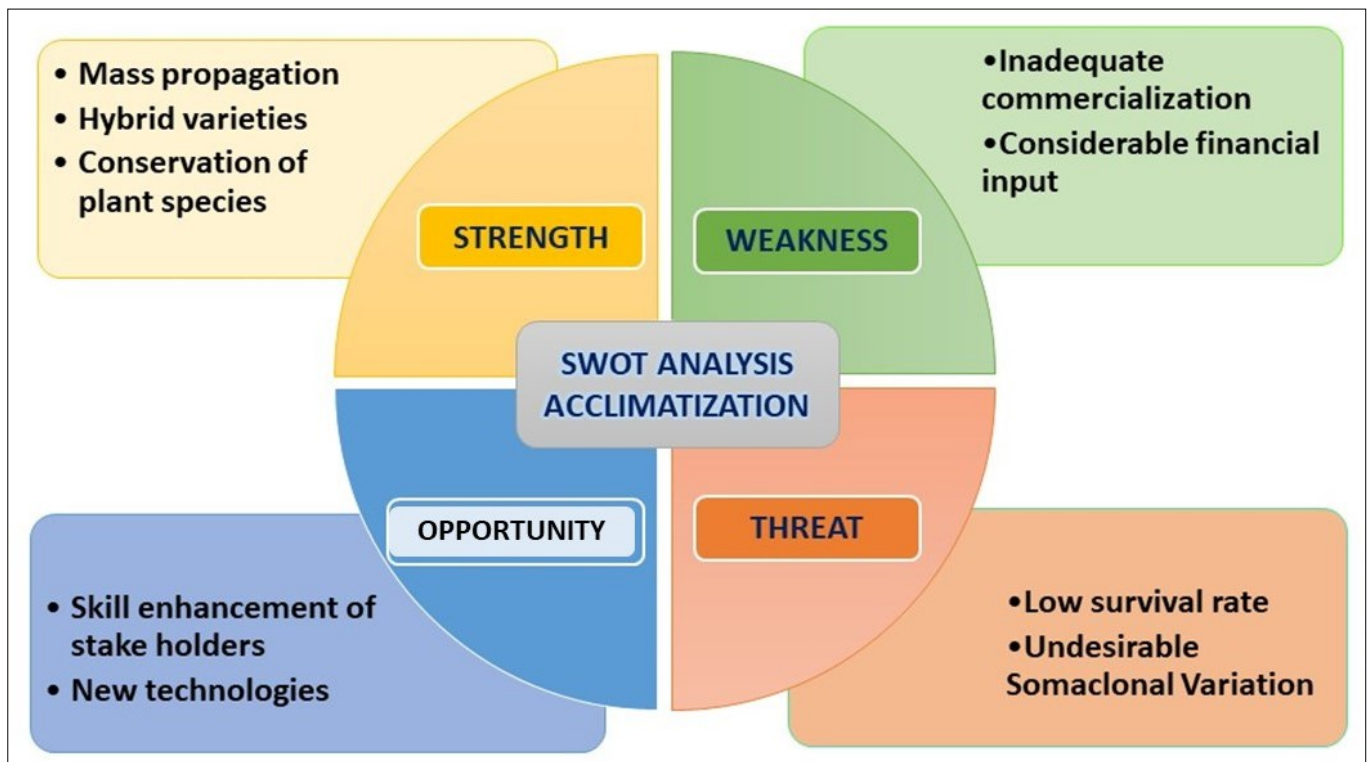 • Mass propagation
• Hybrid varieties
• Conservation of
plant species
STRENGTH
•Inadequate
commercialization
•Considerable financial
input
WEAKNESS
SWOT ANALYSIS
ACCLIMATIZATION
OPPORTUNITY
• Skill enhancement of
stake holders
• New technologies
THREAT
•Low survival rate
•Undesirable
Somaclonal Variation